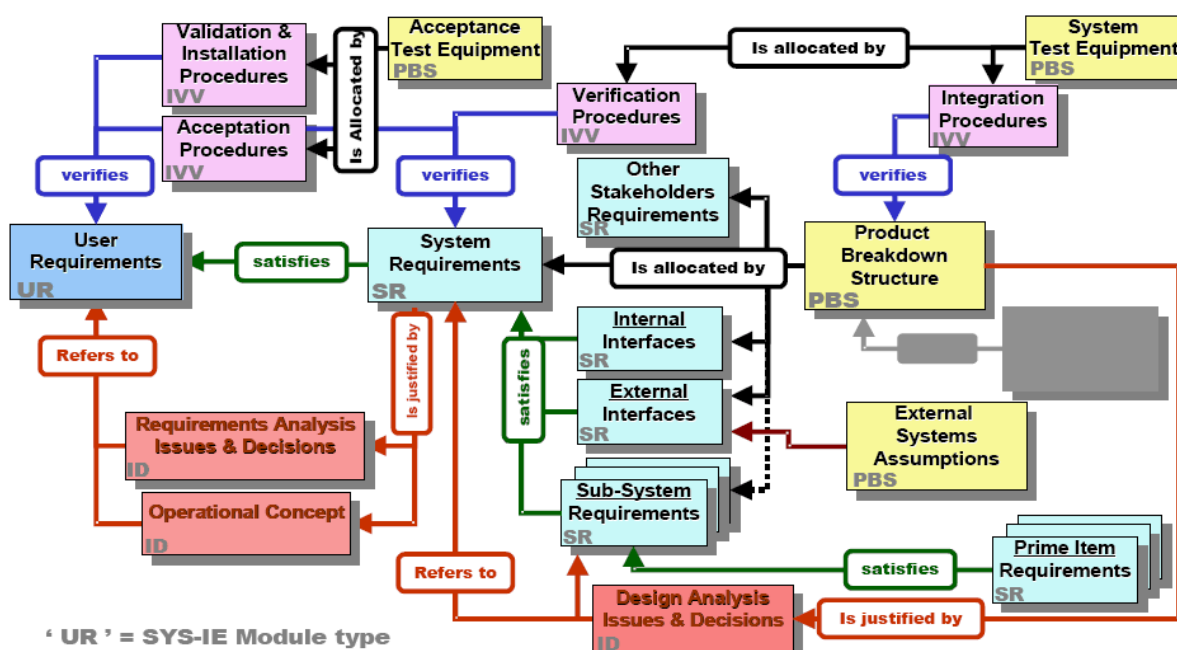 Validation &
Installation
Procedures
IVV
Is Allocated by
Acceptance
Test Equipment
PBS
Is allocated by
System
Test Equipment
PBS
Verification
Procedures
IVV
Integration
Procedures
IVV
Acceptation
Procedures
IVV
verifies
verifies
verifies
Other
Stakeholders
Requirements
SR
User
Requirements
UR
satisfies
System
Requirements
SR
Is allocated by
Product
Breakdown
Structure
PBS
Refers to
Is justified by
satisfies
Internal
Interfaces
SR
External
Interfaces
SR
External
Systems
Assumptions
PBS
Requirements Analysis
Issues & Decisions
ID
Operational Concept
ID
Sub-System
Requirements
SR
Refers to
satisfies
Prime Item
Requirements
SR
Design Analysis
Issues & Decisions
ID
Is justified by
‘ UR ’ = SYS-IE Module type